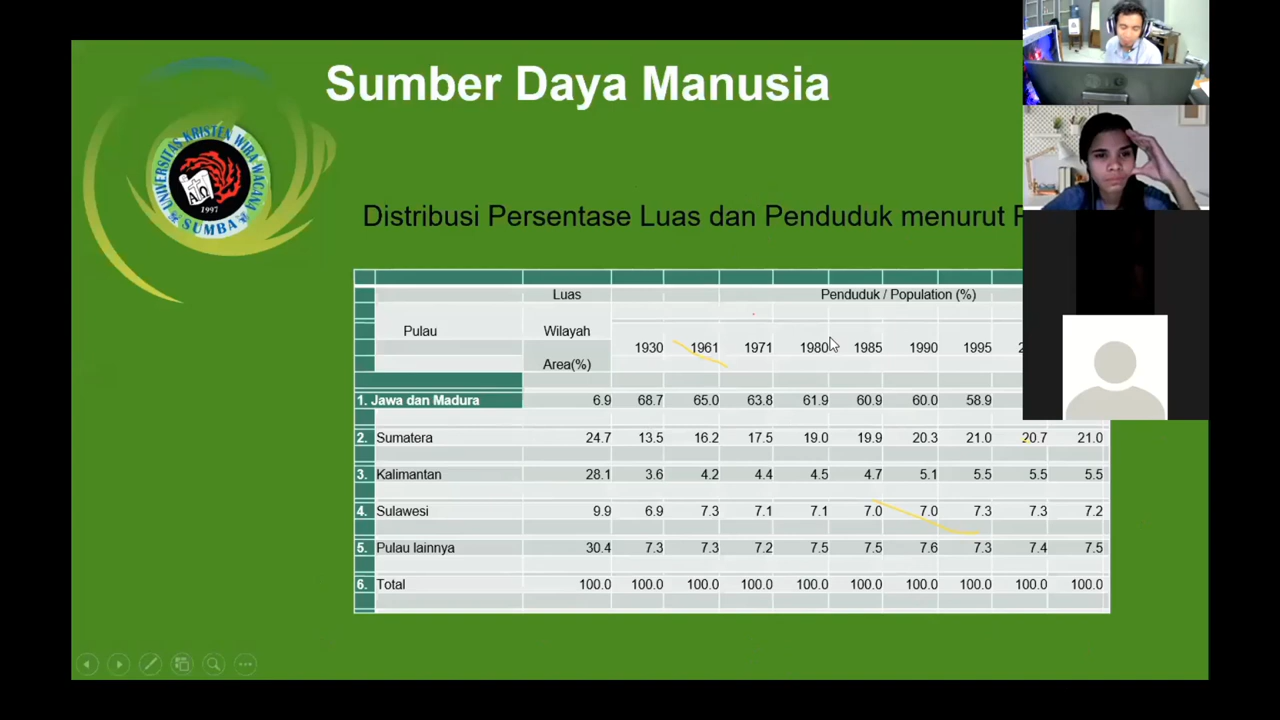 Sumber Daya Manusia
UNIVERSITAS KRISTEN WIRA WACANA
SUMBA
A Ω
1997
Distribusi Persentase Luas dan Penduduk menurut
Luas Penduduk / Population (%)
Pulau Wilayah
1930 1961 1971 1980 1985 1990 1995
Area(%)
1. Jawa dan Madura 6.9 68.7 65.0 63.8 61.9 60.9 60.0 58.9
2. Sumatera 24.7 13.5 16.2 17.5 19.0 19.9 20.3 21.0 20.7 21.0
3. Kalimantan 28.1 3.6 4.2 4.4 4.5 4.7 5.1 5.5 5.5 5.5
4. Sulawesi 9.9 6.9 7.3 7.1 7.1 7.0 7.0 7.3 7.3 7.2
5. Pulau lainnya 30.4 7.3 7.3 7.2 7.5 7.5 7.6 7.3 7.4 7.5
6. Total 100.0 100.0 100.0 100.0 100.0 100.0 100.0 100.0 100.0 100.0